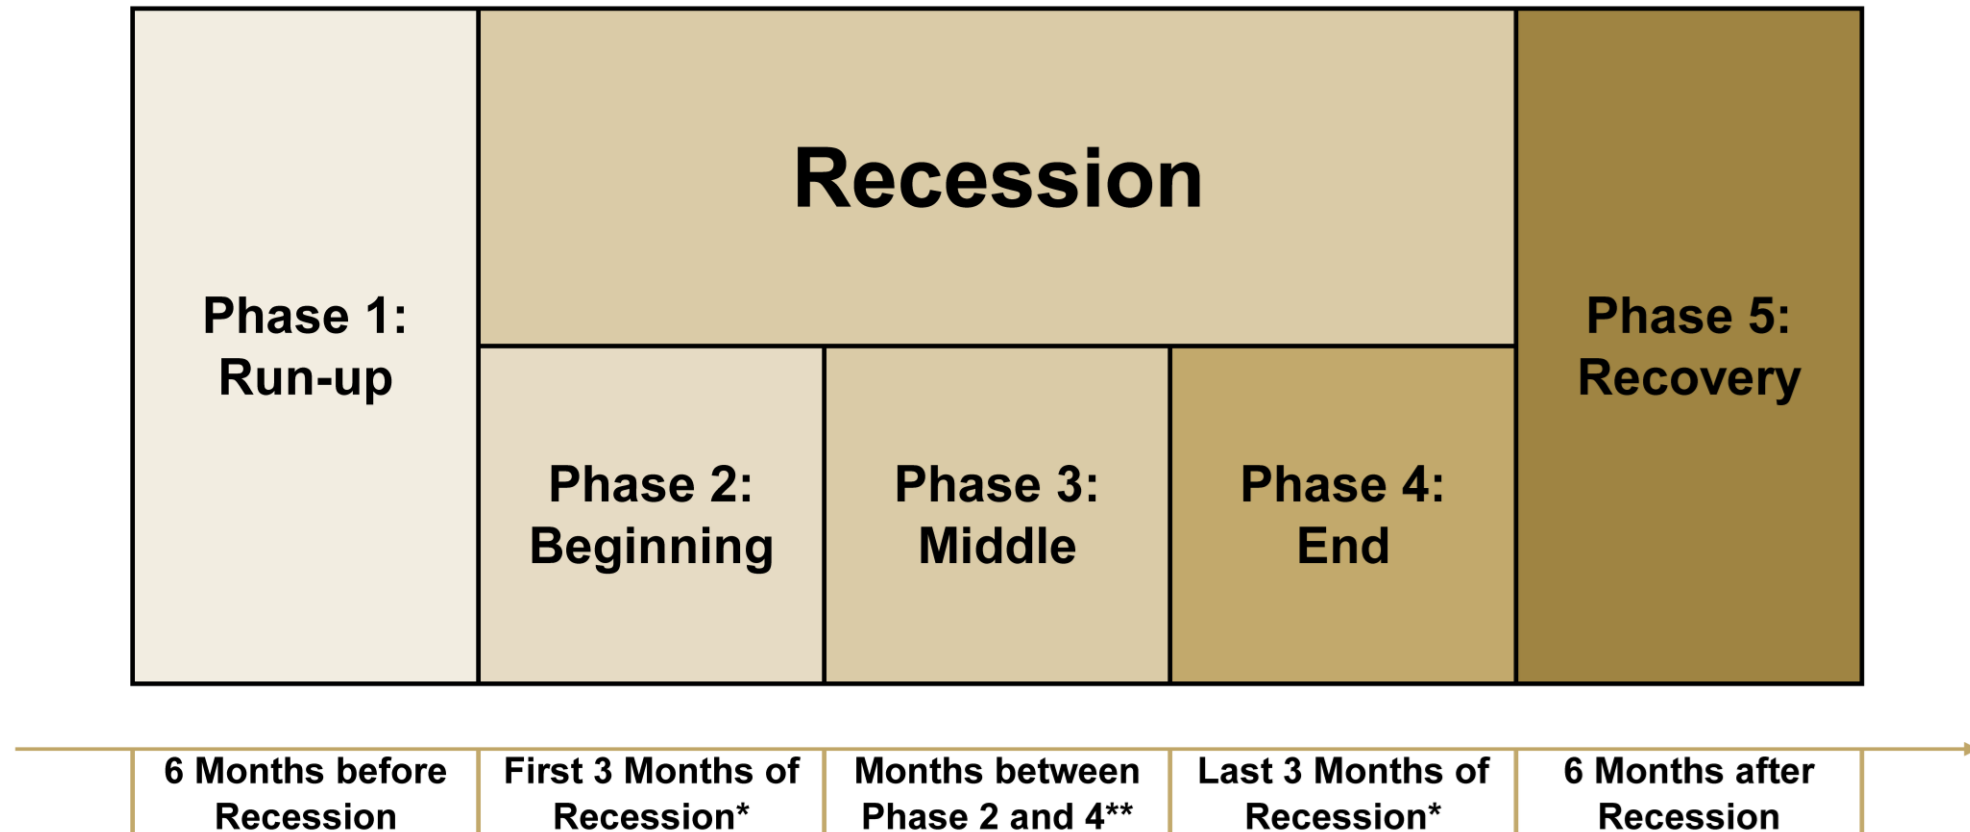 Recession
Phase 1:
Run-up
Phase 5:
Recovery
Phase 2:
Beginning
Phase 3:
Middle
Phase 4:
End
6 Months before
Recession
First 3 Months of
Recession*
Months between
Phase 2 and 4**
Last 3 Months of
Recession*
6 Months after
Recession